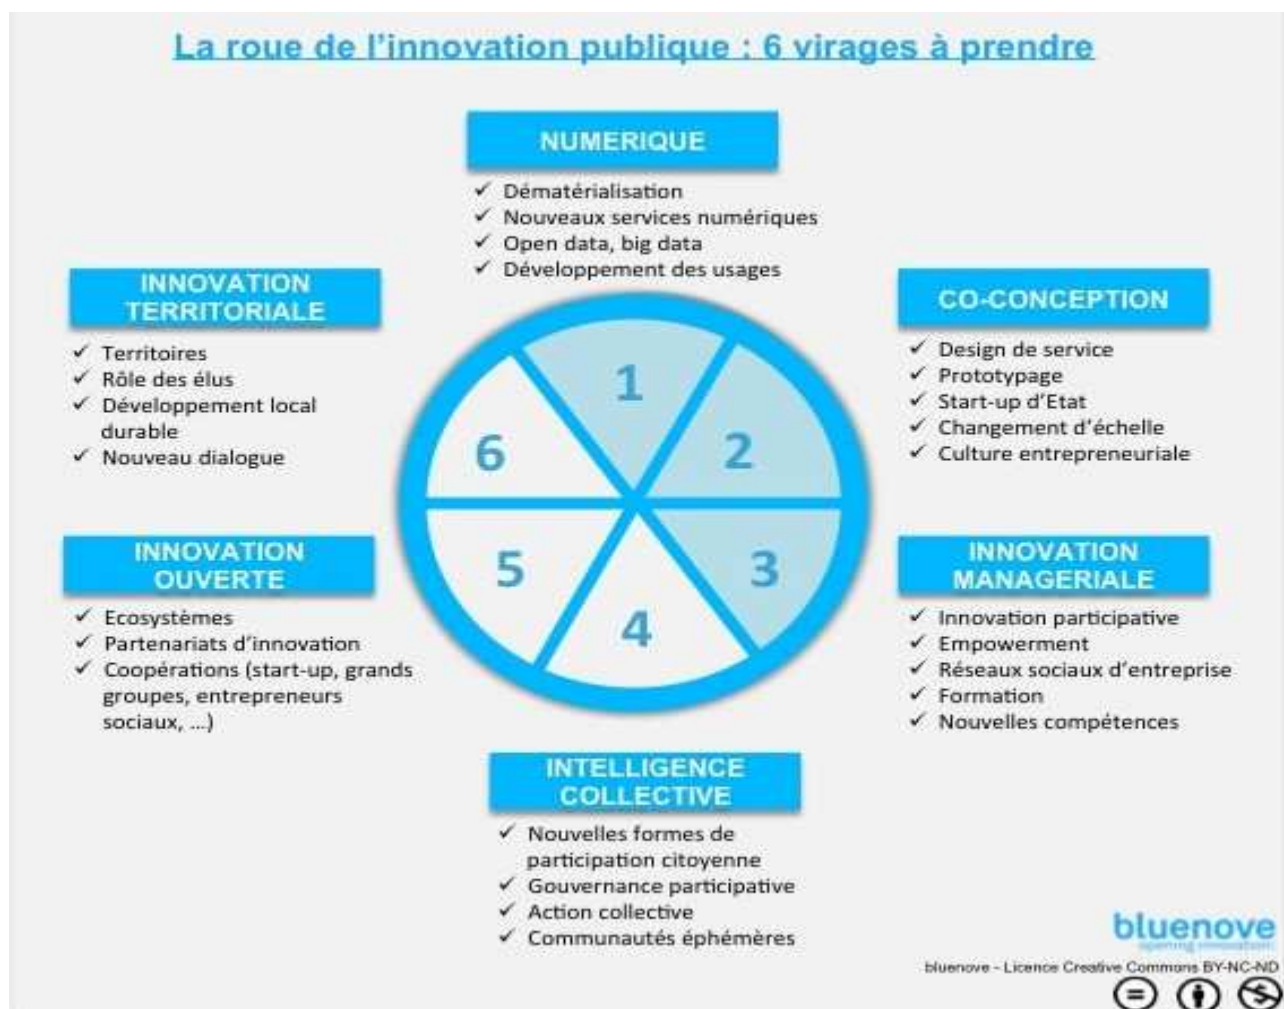 La roue de l'innovation publique : 6 virages à prendre
NUMERIQUE
✓ Dématérialisation
✓ Nouveaux services numériques
✓ Open data, big data
✓ Développement des usages
CO-CONCEPTION
✓ Design de service
✓ Prototypage
✓ Start-up d'Etat
✓ Changement d'échelle
✓ Culture entrepreneuriale
INNOVATION
MANAGERIALE
✓ Innovation participative
✓ Empowerment
✓ Réseaux sociaux d'entreprise
✓ Formation
✓ Nouvelles compétences
INTELLIGENCE
COLLECTIVE
✓ Nouvelles formes de
participation citoyenne
✓ Gouvernance participative
✓ Action collective
✓ Communautés éphémères
INNOVATION
OUVERTE
✓ Ecosystèmes
✓ Partenariats d'innovation
✓ Coopérations (start-up, grands
groupes, entrepreneurs
sociaux, ...)
INNOVATION
TERRITORIALE
✓ Territoires
✓ Rôle des élus
✓ Développement local
durable
✓ Nouveau dialogue
1
2
3
4
5
6
bluenove
opening innovation
bluenove - Licence Creative Commons BY-NC-ND